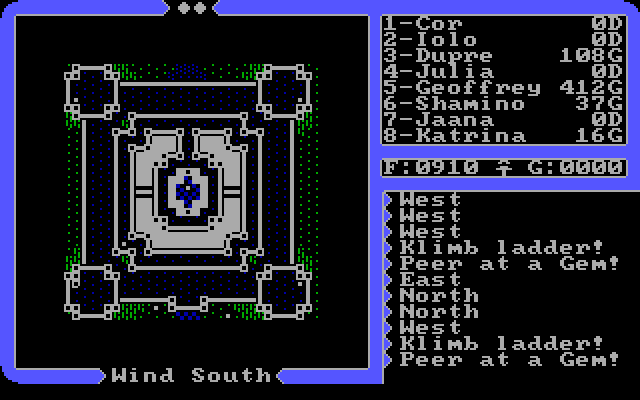 1-Cor 0D
2-Iolo 0D
3-Dupre 108G
4-Julia 0D
5-Geoffrey 412G
6-Shamino 37G
7-Jaana 0D
8-Katrina 16G
F:0910 G:0000
West
West
West
Klimb ladder!
Peer at a Gem!
East
North
North
West
Klimb ladder!
Peer at a Gem!
Wind South